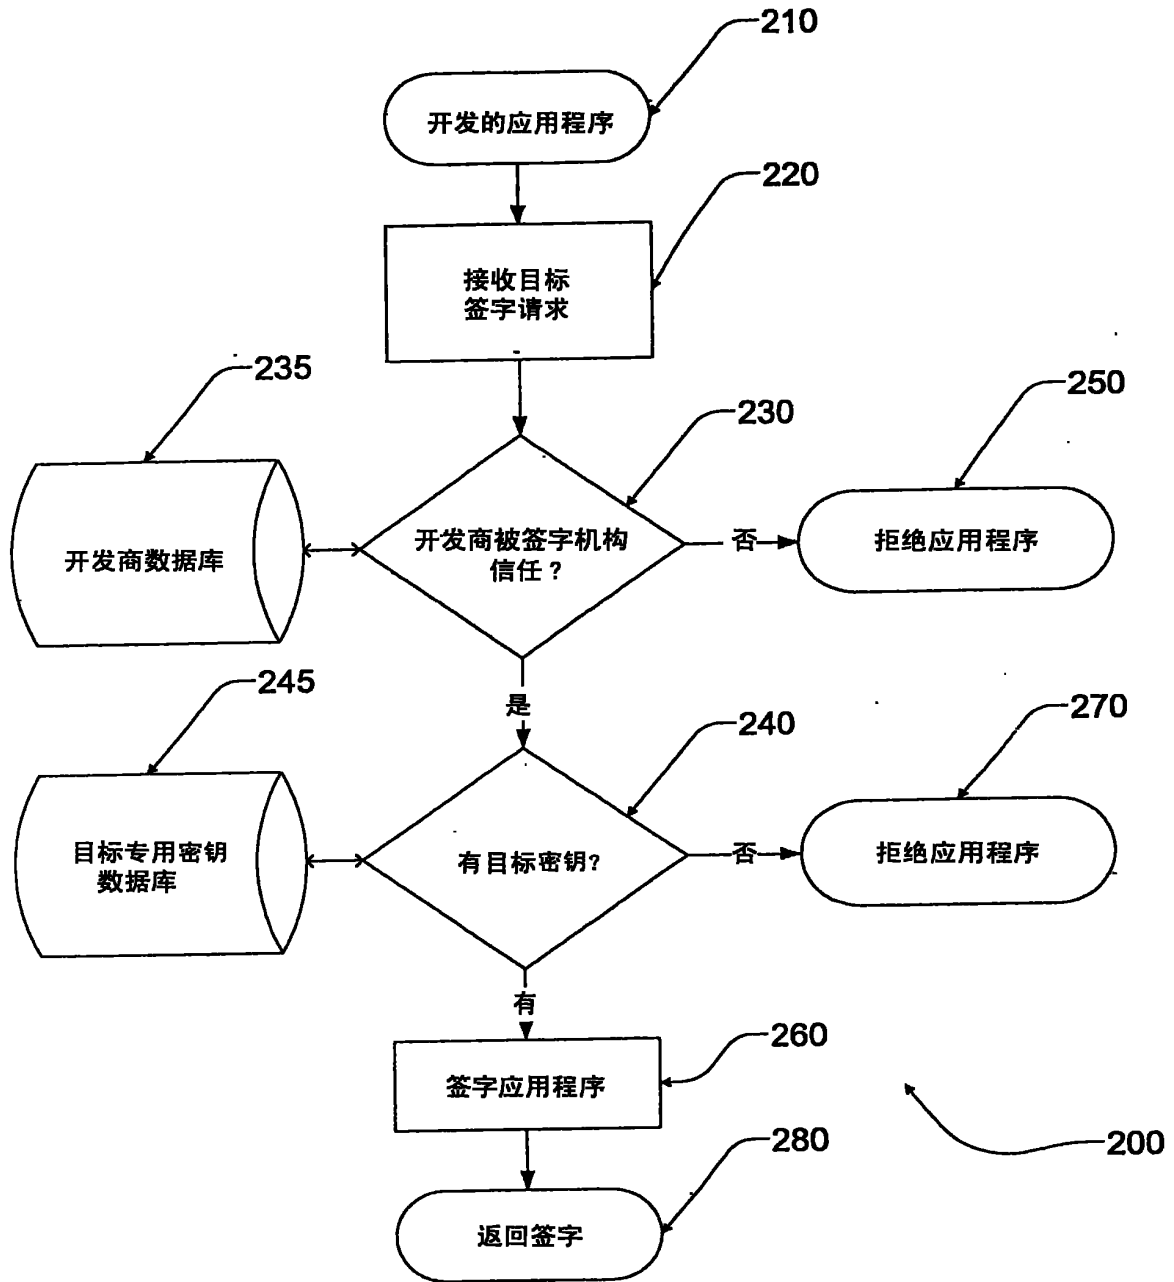 210
开发的应用程序
220
接收目标
签字请求
235
230
250
开发商数据库
开发商被签字机构
信任？
否
拒绝应用程序
是
245
240
270
目标专用密钥
数据库
有目标密钥?
否
拒绝应用程序
有
260
签字应用程序
280
200
返回签字